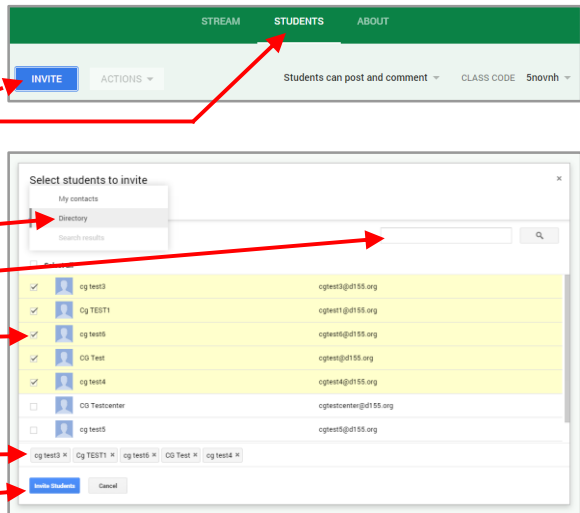 STREAM STUDENTS ABOUT
INVITE ACTIONS Students can post and comment CLASS CODE 5novnh
Select students to invite ×
My contacts
Directory
Search results
cg test3 cgtest3@d155.org
Cg TEST1 cgtest1@d155.org
cg test6 cgtest6@d155.org
CG Test cgtest@d155.org
cg test4 cgtest4@d155.org
CG Testcenter cgtestcenter@d155.org
cg test5 cgtest5@d155.org
cg test3 × Cg TEST1 × cg test6 × CG Test × cg test4 ×
Invite Students Cancel